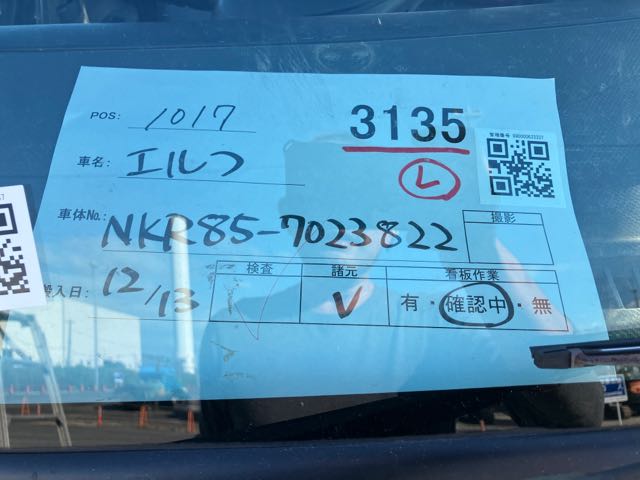 POS: 1017
3135
車名: エルフ
レ
車体No.: NKR85-7023822
撮影
搬入日: 12/13
検査 諸元 看板作業
V 有・確認中・無